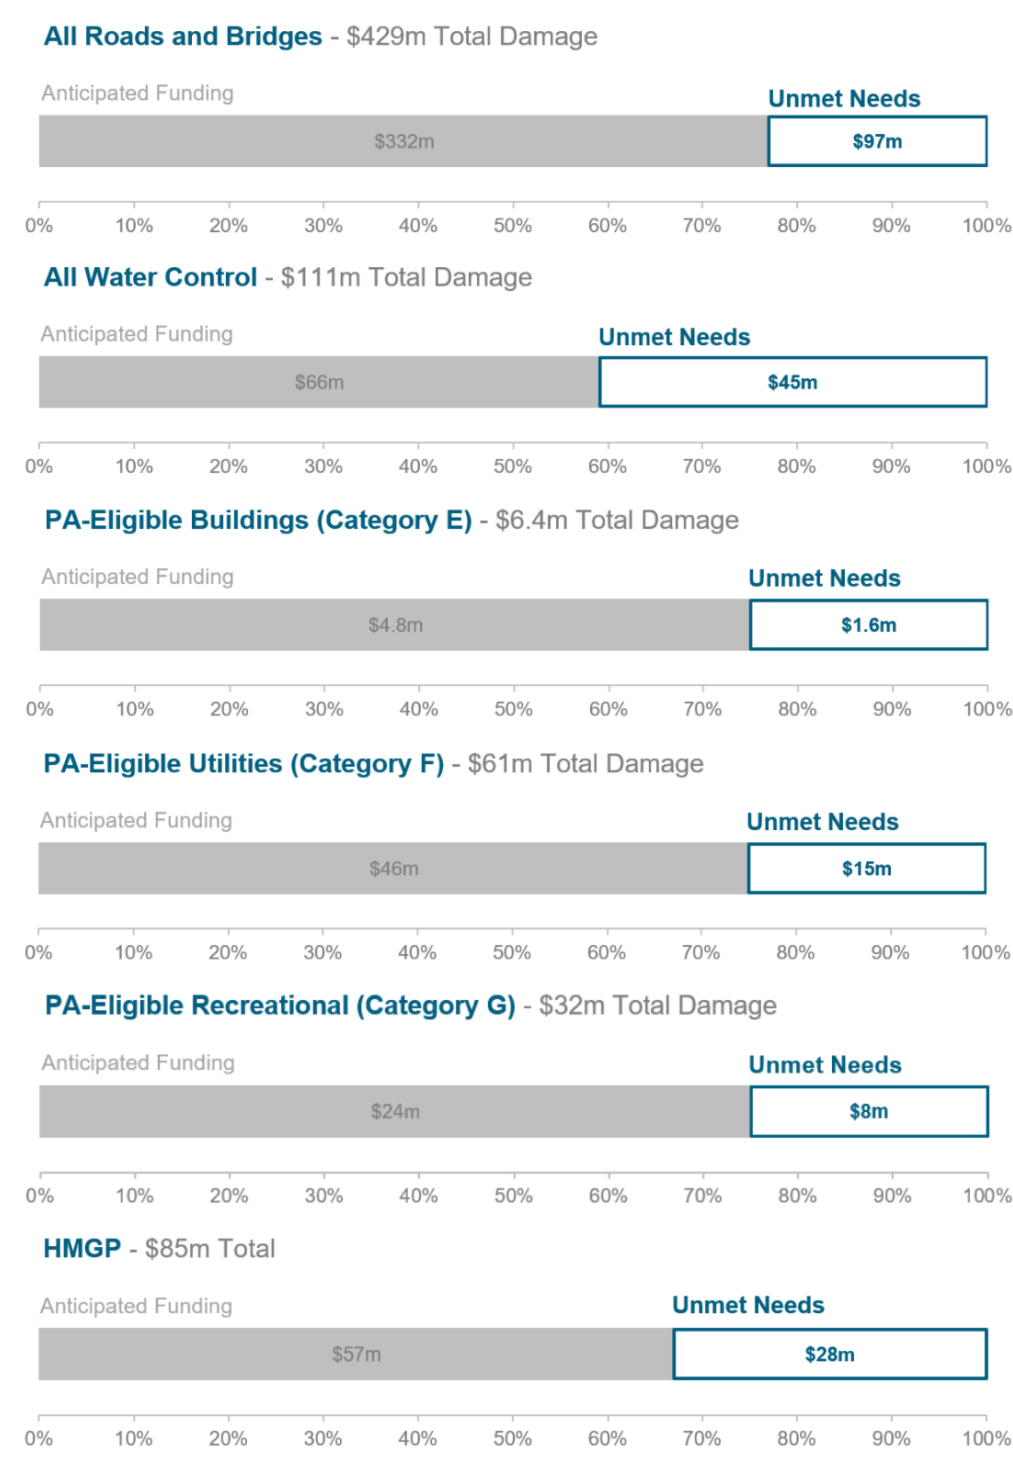 All Roads and Bridges - $429m Total Damage
Anticipated Funding
Unmet Needs
$332m
$97m
0% 10% 20% 30% 40% 50% 60% 70% 80% 90% 100%
All Water Control - $111m Total Damage
Anticipated Funding
Unmet Needs
$66m
$45m
0% 10% 20% 30% 40% 50% 60% 70% 80% 90% 100%
PA-Eligible Buildings (Category E) - $6.4m Total Damage
Anticipated Funding
Unmet Needs
$4.8m
$1.6m
0% 10% 20% 30% 40% 50% 60% 70% 80% 90% 100%
PA-Eligible Utilities (Category F) - $61m Total Damage
Anticipated Funding
Unmet Needs
$46m
$15m
0% 10% 20% 30% 40% 50% 60% 70% 80% 90% 100%
PA-Eligible Recreational (Category G) - $32m Total Damage
Anticipated Funding
Unmet Needs
$24m
$8m
0% 10% 20% 30% 40% 50% 60% 70% 80% 90% 100%
HMGP - $85m Total
Anticipated Funding
Unmet Needs
$57m
$28m
0% 10% 20% 30% 40% 50% 60% 70% 80% 90% 100%